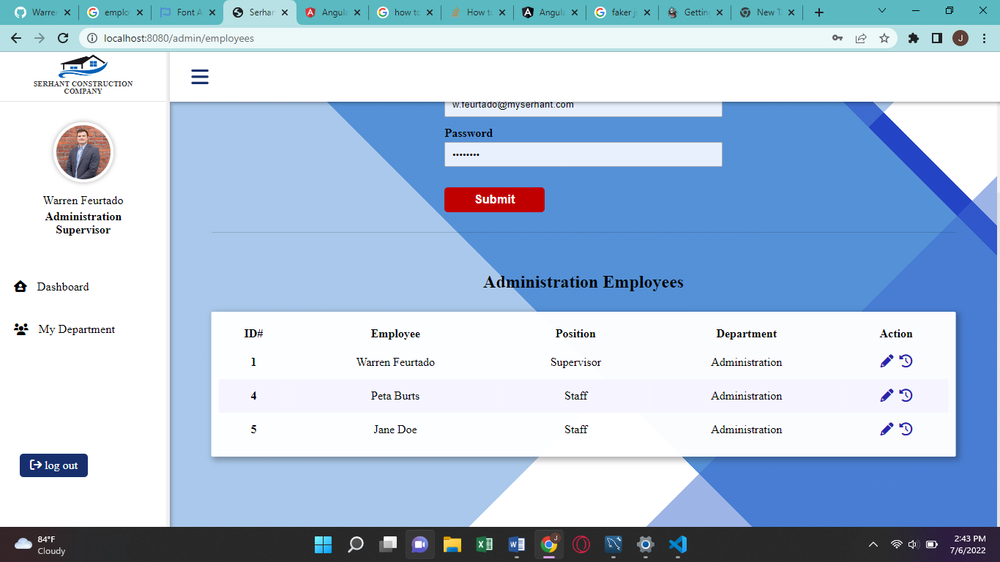 Warren
emplo
Font A
Serhan
Angula
how to
How to
Angula
faker js
Gettin
New T
localhost:8080/admin/employees
J
SERHANT CONSTRUCTION
COMPANY
w.feurtado@myserhant.com
Password
••••••••
Submit
Warren Feurtado
Administration
Supervisor
Dashboard
My Department
log out
Administration Employees
ID# Employee Position Department Action
1 Warren Feurtado Supervisor Administration
4 Peta Burts Staff Administration
5 Jane Doe Staff Administration
84°F
Cloudy
J
2:43 PM
7/6/2022